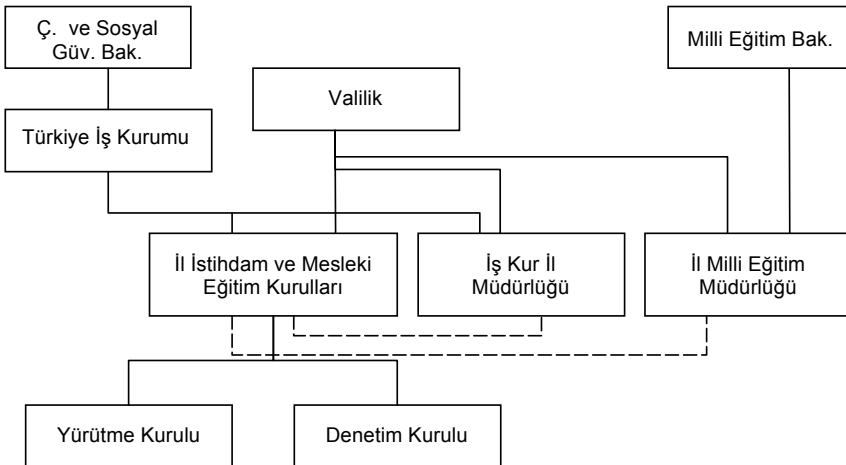 Ç. ve Sosyal
Güv. Bak.
Milli Eğitim Bak.
Valilik
Türkiye İş Kurumu
İl İstihdam ve Mesleki
Eğitim Kurulları
İş Kur İl
Müdürlüğü
İl Milli Eğitim
Müdürlüğü
Yürütme Kurulu
Denetim Kurulu